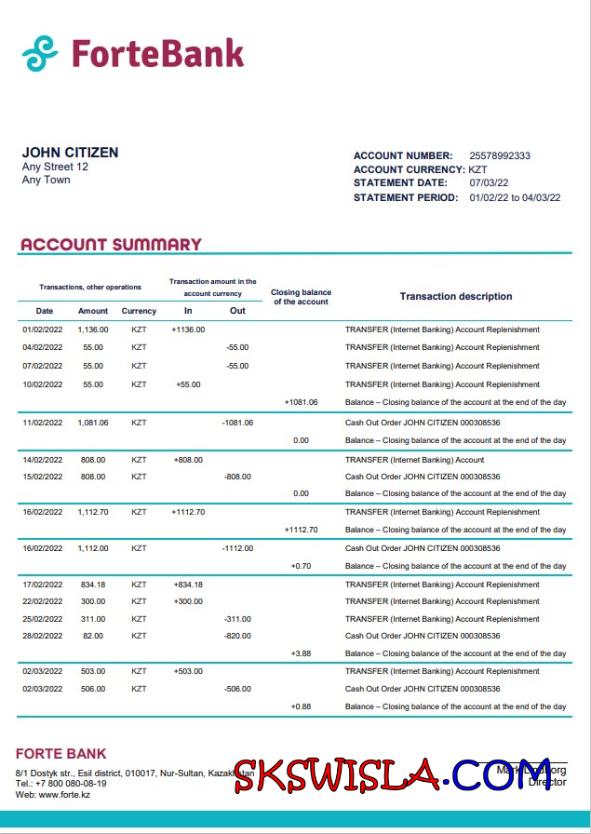 ForteBank
JOHN CITIZEN
Any Street 12
Any Town
ACCOUNT NUMBER: 25578992333
ACCOUNT CURRENCY: KZT
STATEMENT DATE: 07/03/22
STATEMENT PERIOD: 01/02/22 to 04/03/22
ACCOUNT SUMMARY
Transactions, other operations
Transaction amount in the
account currency
Closing balance
of the account
Transaction description
Date Amount Currency In Out
01/02/2022 1,136.00 KZT +1136.00 TRANSFER (Internet Banking) Account Replenishment
04/02/2022 55.00 KZT -55.00 TRANSFER (Internet Banking) Account Replenishment
07/02/2022 55.00 KZT -55.00 TRANSFER (Internet Banking) Account Replenishment
10/02/2022 55.00 KZT +55.00 TRANSFER (Internet Banking) Account Replenishment
+1081.06 Balance – Closing balance of the account at the end of the day
11/02/2022 1,081.06 KZT -1081.06 Cash Out Order JOHN CITIZEN 000308536
0.00 Balance – Closing balance of the account at the end of the day
14/02/2022 808.00 KZT +808.00 TRANSFER (Internet Banking) Account
15/02/2022 808.00 KZT -808.00 Cash Out Order JOHN CITIZEN 000308536
0.00 Balance – Closing balance of the account at the end of the day
16/02/2022 1,112.70 KZT +1112.70 TRANSFER (Internet Banking) Account Replenishment
+1112.70 Balance – Closing balance of the account at the end of the day
16/02/2022 1,112.00 KZT -1112.00 Cash Out Order JOHN CITIZEN 000308536
+0.70 Balance – Closing balance of the account at the end of the day
17/02/2022 834.18 KZT +834.18 TRANSFER (Internet Banking) Account Replenishment
22/02/2022 300.00 KZT +300.00 TRANSFER (Internet Banking) Account Replenishment
25/02/2022 311.00 KZT -311.00 TRANSFER (Internet Banking) Account Replenishment
28/02/2022 82.00 KZT -820.00 Cash Out Order JOHN CITIZEN 000308536
+3.88 Balance – Closing balance of the account at the end of the day
02/03/2022 503.00 KZT +503.00 TRANSFER (Internet Banking) Account Replenishment
02/03/2022 506.00 KZT -506.00 Cash Out Order JOHN CITIZEN 000308536
+0.88 Balance – Closing balance of the account at the end of the day
FORTE BANK
8/1 Dostyk str., Esil district, 010017, Nur-Sultan, Kazakhstan
Tel.: +7 800 080-08-19
Web: www.forte.kz
Mark
Director
SKSWISLA.COM